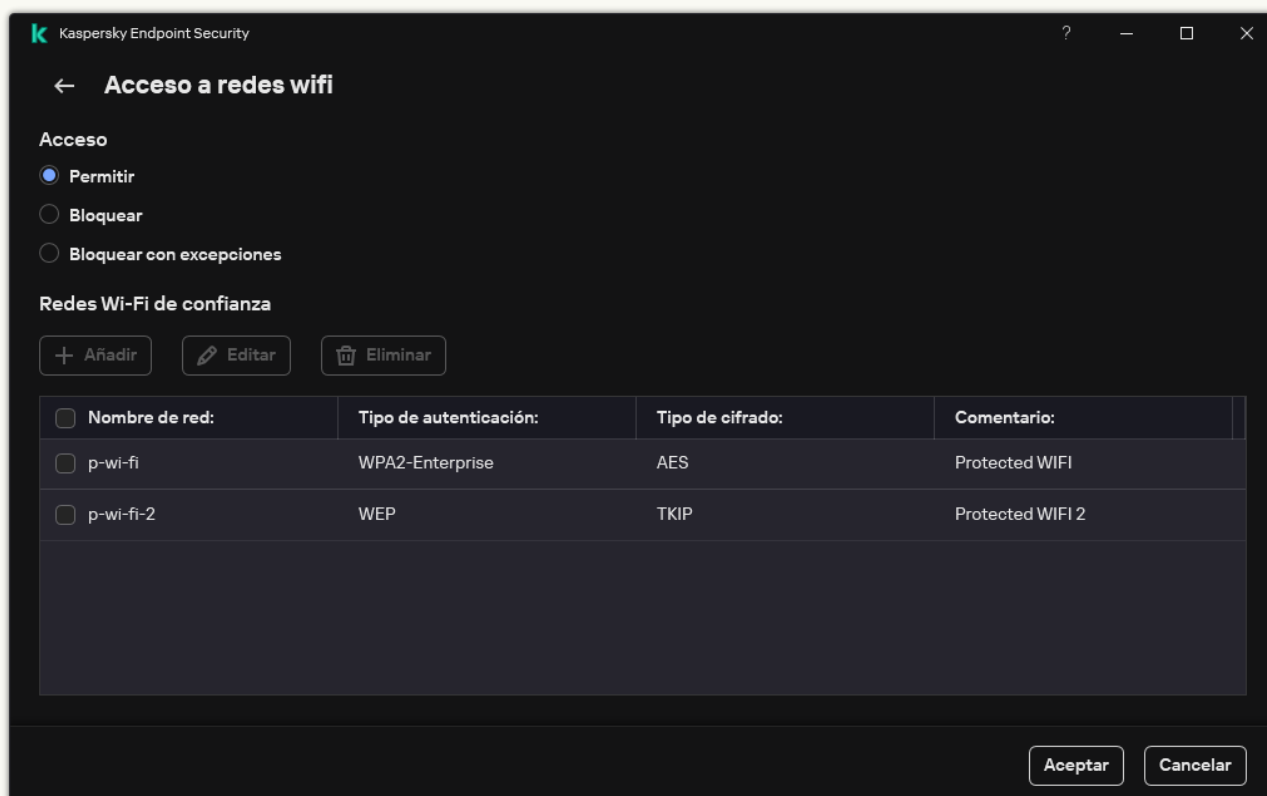 Kaspersky Endpoint Security
Acceso a redes wifi
Acceso
Permitir
Bloquear
Bloquear con excepciones
Redes Wi-Fi de confianza
Añadir Editar Eliminar
Nombre de red: Tipo de autenticación: Tipo de cifrado: Comentario:
p-wi-fi WPA2-Enterprise AES Protected WIFI
p-wi-fi-2 WEP TKIP Protected WIFI 2
Aceptar Cancelar